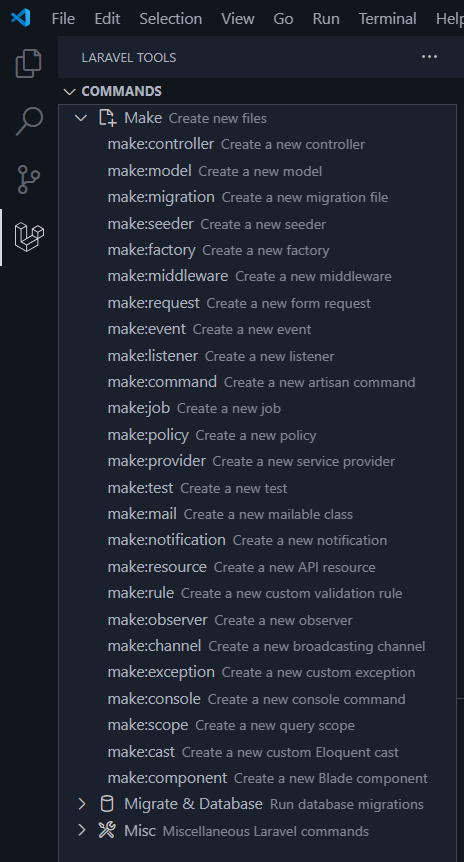 File Edit Selection View Go Run Terminal Help
LARAVEL TOOLS ...
COMMANDS
Make Create new files
make:controller Create a new controller
make:model Create a new model
make:migration Create a new migration file
make:seeder Create a new seeder
make:factory Create a new factory
make:middleware Create a new middleware
make:request Create a new form request
make:event Create a new event
make:listener Create a new listener
make:command Create a new artisan command
make:job Create a new job
make:policy Create a new policy
make:provider Create a new service provider
make:test Create a new test
make:mail Create a new mailable class
make:notification Create a new notification
make:resource Create a new API resource
make:rule Create a new custom validation rule
make:observer Create a new observer
make:channel Create a new broadcasting channel
make:exception Create a new custom exception
make:console Create a new console command
make:scope Create a new query scope
make:cast Create a new custom Eloquent cast
make:component Create a new Blade component
Migrate & Database Run database migrations
Misc Miscellaneous Laravel commands